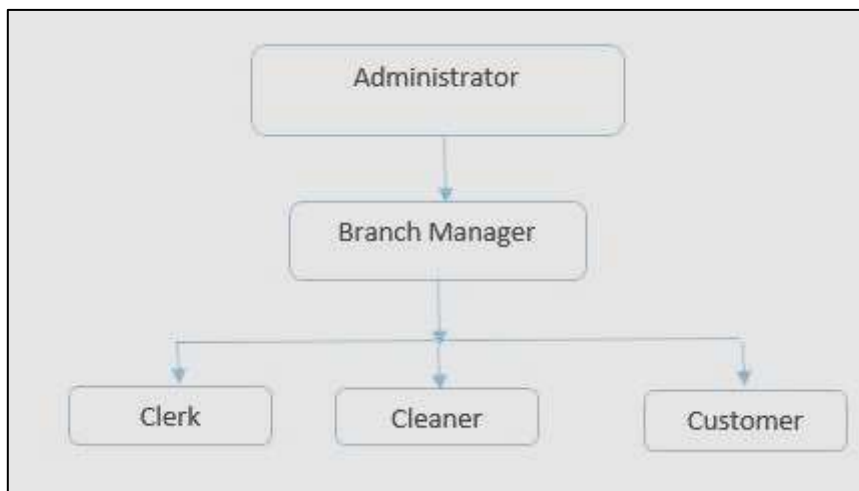 Administrator
Branch Manager
Clerk
Cleaner
Customer